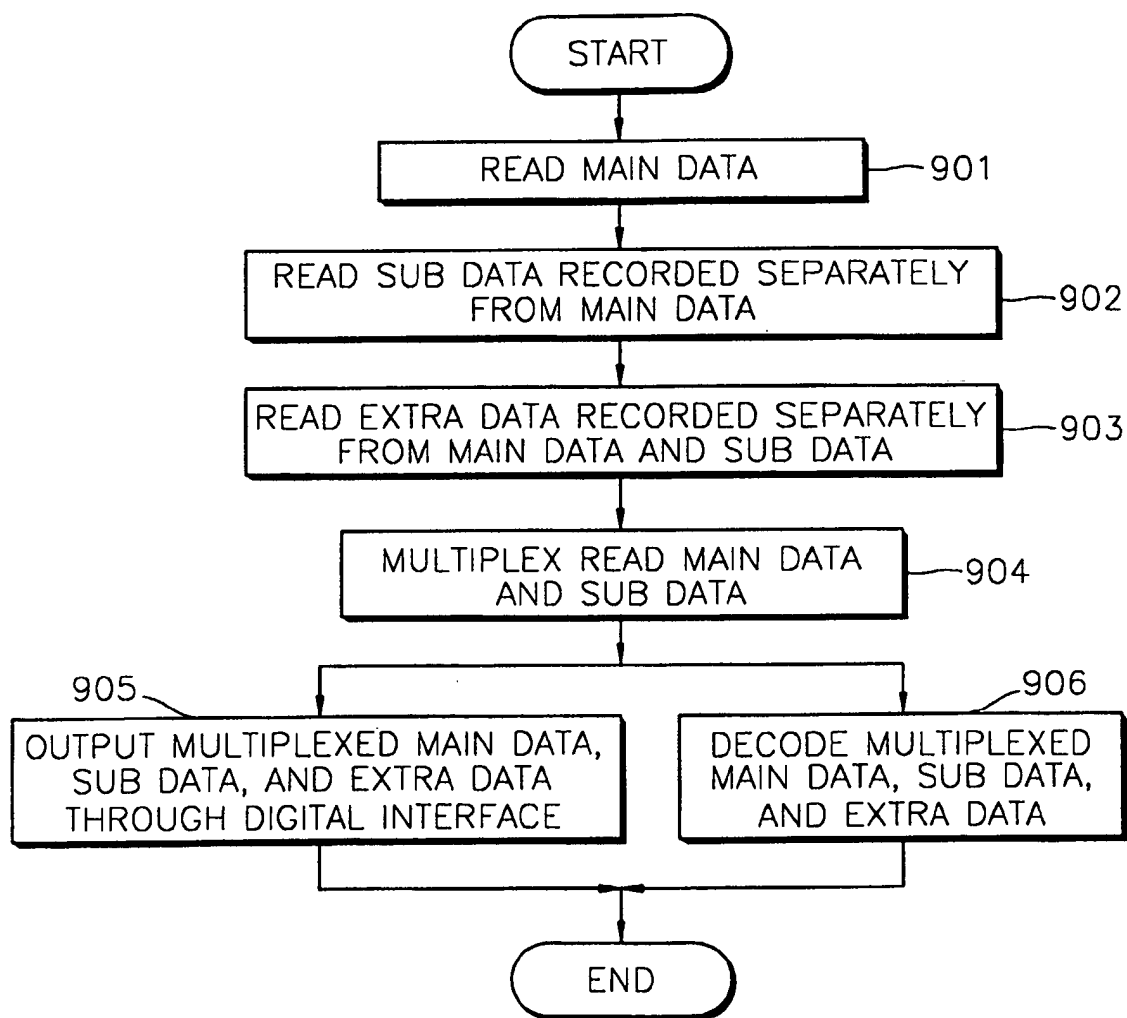 START
READ MAIN DATA
901
READ SUB DATA RECORDED SEPARATELY
FROM MAIN DATA
902
READ EXTRA DATA RECORDED SEPARATELY
FROM MAIN DATA AND SUB DATA
903
MULTIPLEX READ MAIN DATA
AND SUB DATA
904
905
OUTPUT MULTIPLEXED MAIN DATA,
SUB DATA, AND EXTRA DATA
THROUGH DIGITAL INTERFACE
906
DECODE MULTIPLEXED
MAIN DATA, SUB DATA,
AND EXTRA DATA
END